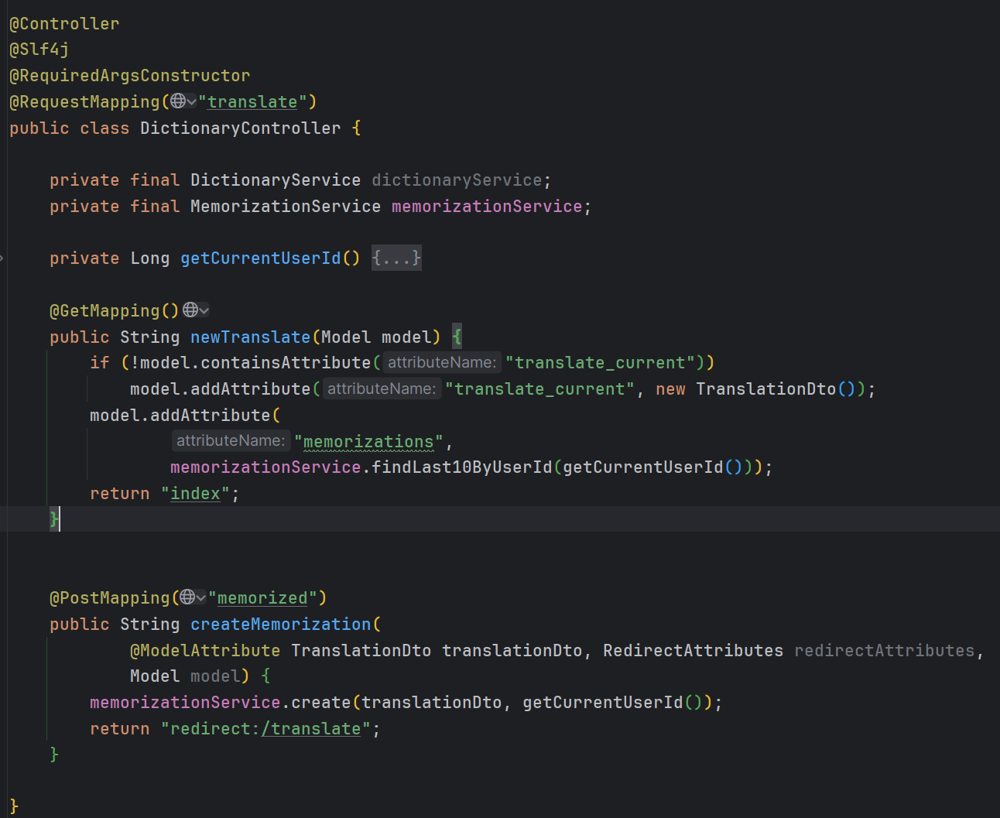 @Controller
@Slf4j
@RequiredArgsConstructor
@RequestMapping("translate")
public class DictionaryController {
private final DictionaryService dictionaryService;
private final MemorizationService memorizationService;
private Long getCurrentUserId() {...}
@GetMapping()
public String newTranslate(Model model) {
if (!model.containsAttribute( attributeName: "translate_current"))
model.addAttribute( attributeName: "translate_current", new TranslationDto());
model.addAttribute(
attributeName: "memorizations",
memorizationService.findLast10ByUserId(getCurrentUserId()));
return "index";
}
@PostMapping("memorized")
public String createMemorization(
@ModelAttribute TranslationDto translationDto, RedirectAttributes redirectAttributes,
Model model) {
memorizationService.create(translationDto, getCurrentUserId());
return "redirect:/translate";
}
}